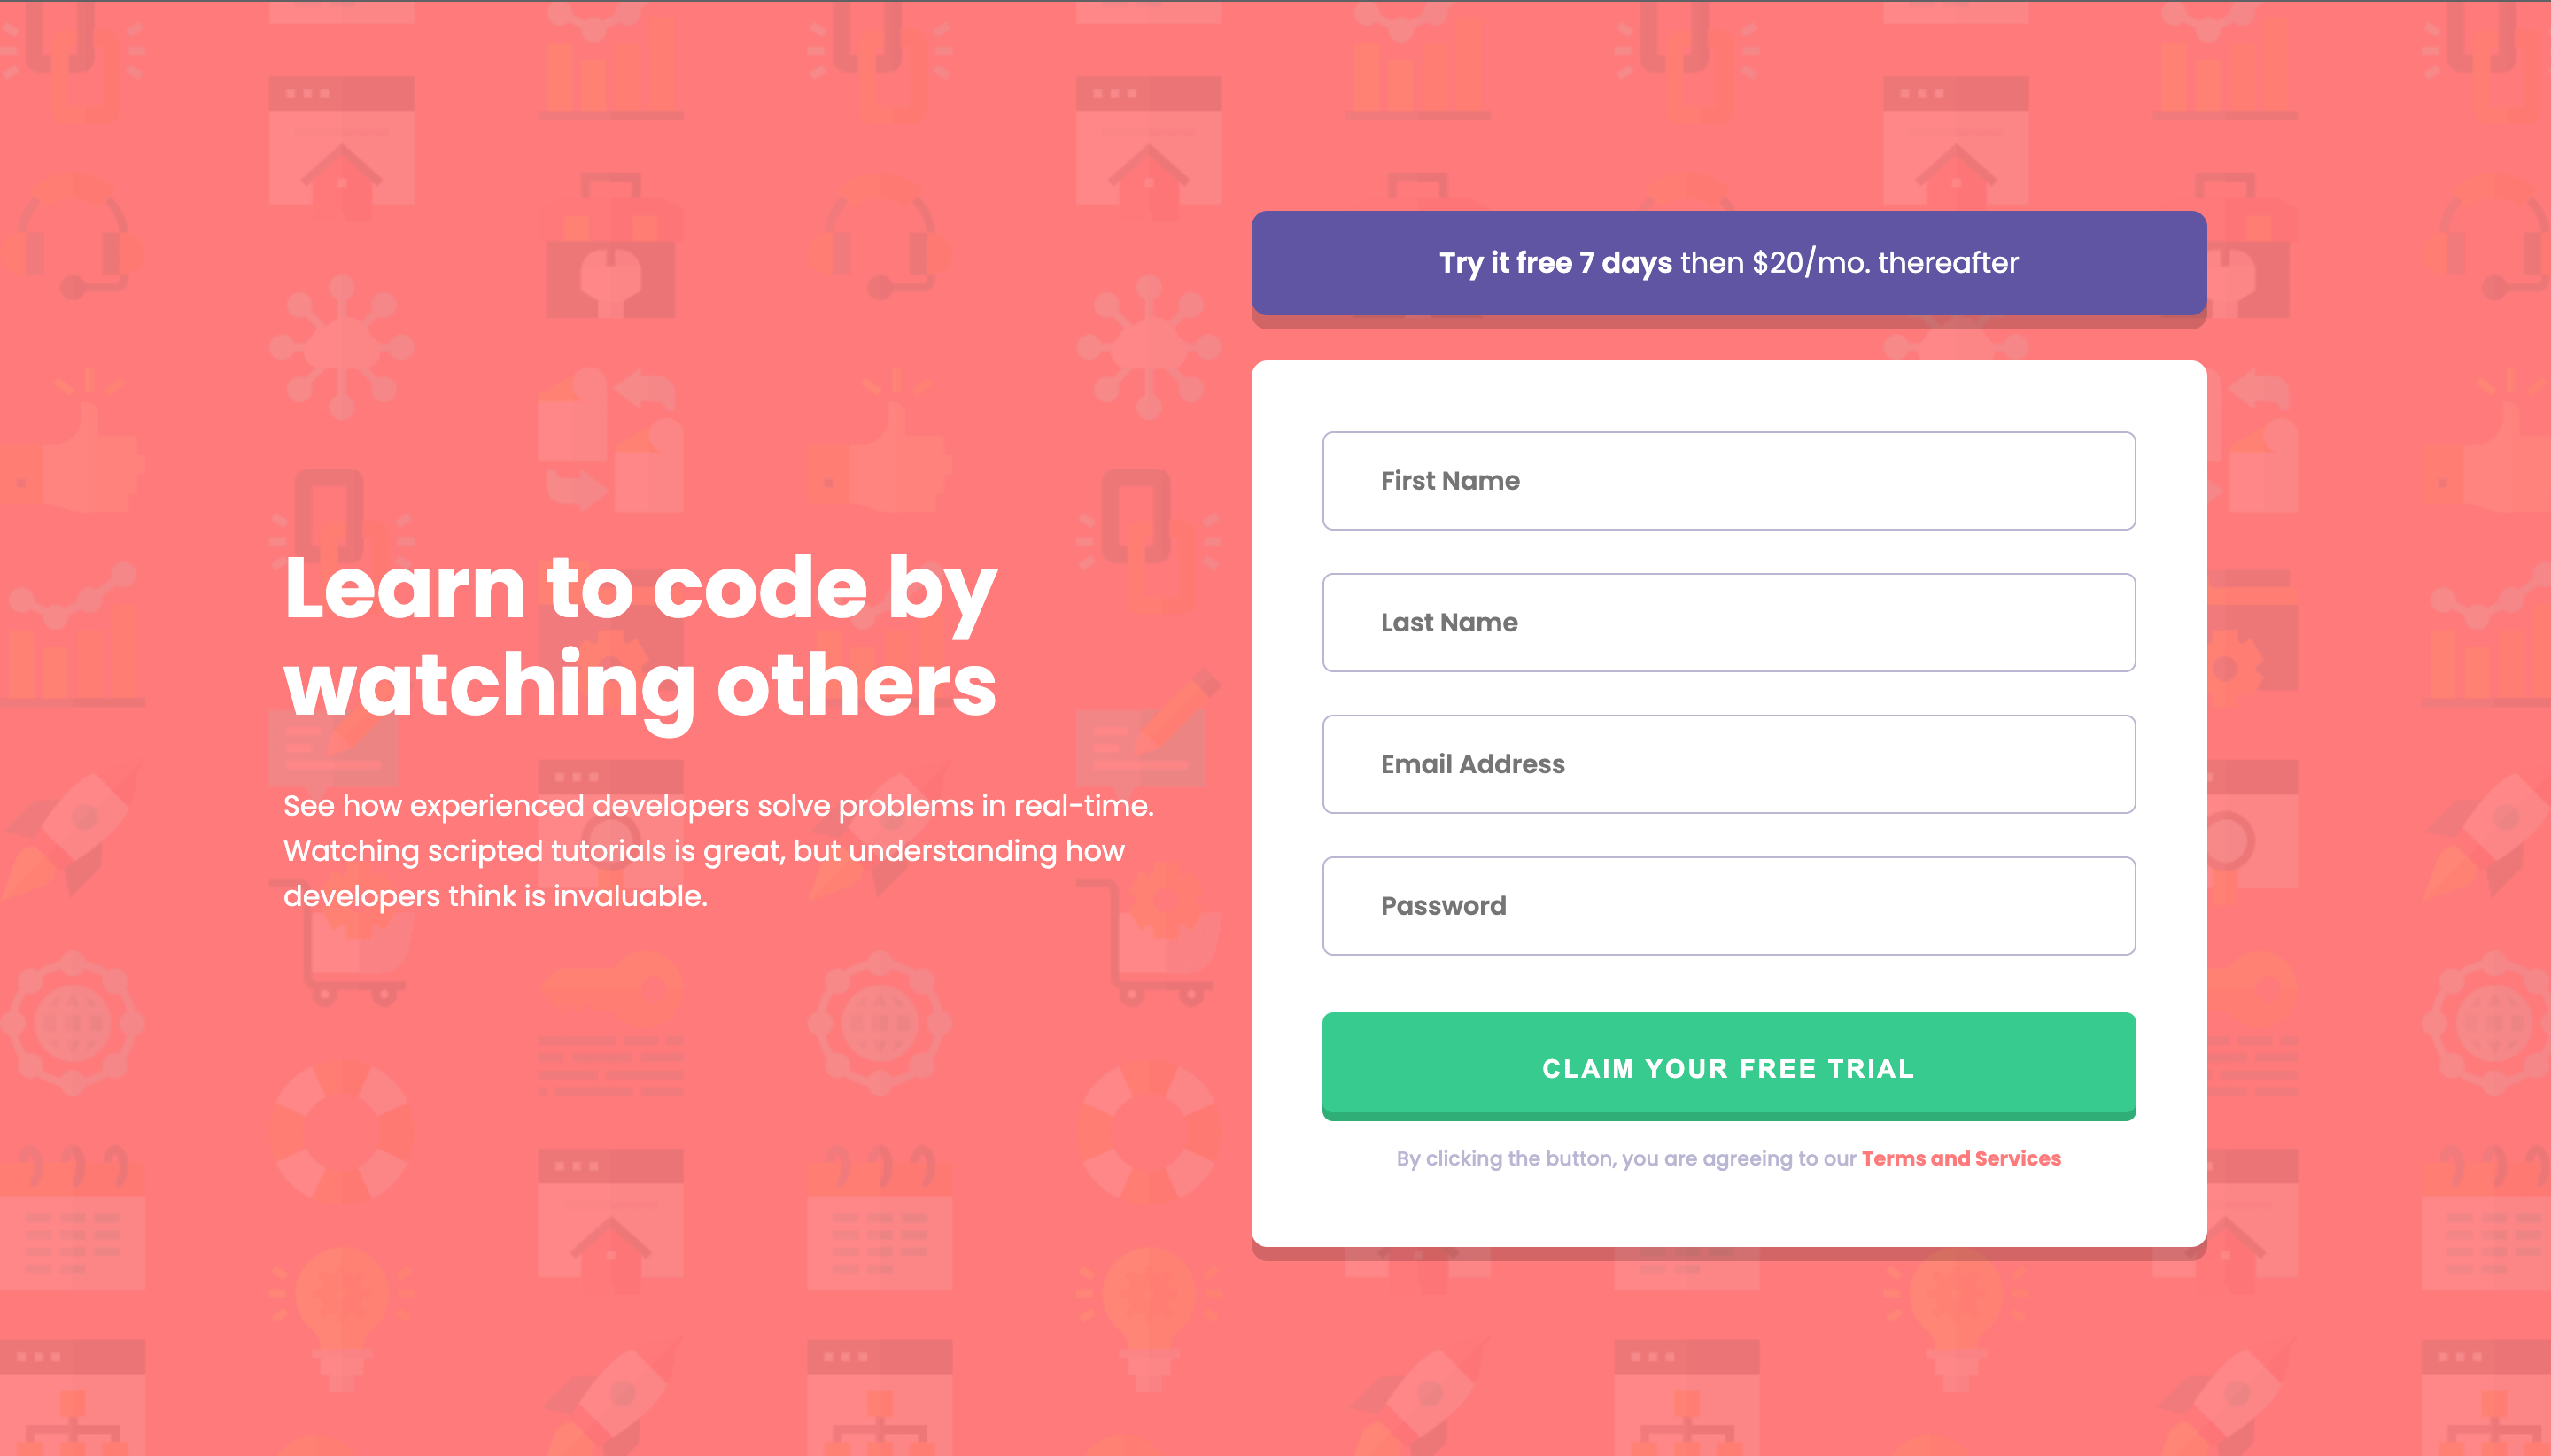 Learn to code by
watching others
See how experienced developers solve problems in real-time.
Watching scripted tutorials is great, but understanding how
developers think is invaluable.
Try it free 7 days then $20/mo. thereafter
First Name
Last Name
Email Address
Password
CLAIM YOUR FREE TRIAL
By clicking the button, you are agreeing to our Terms and Services